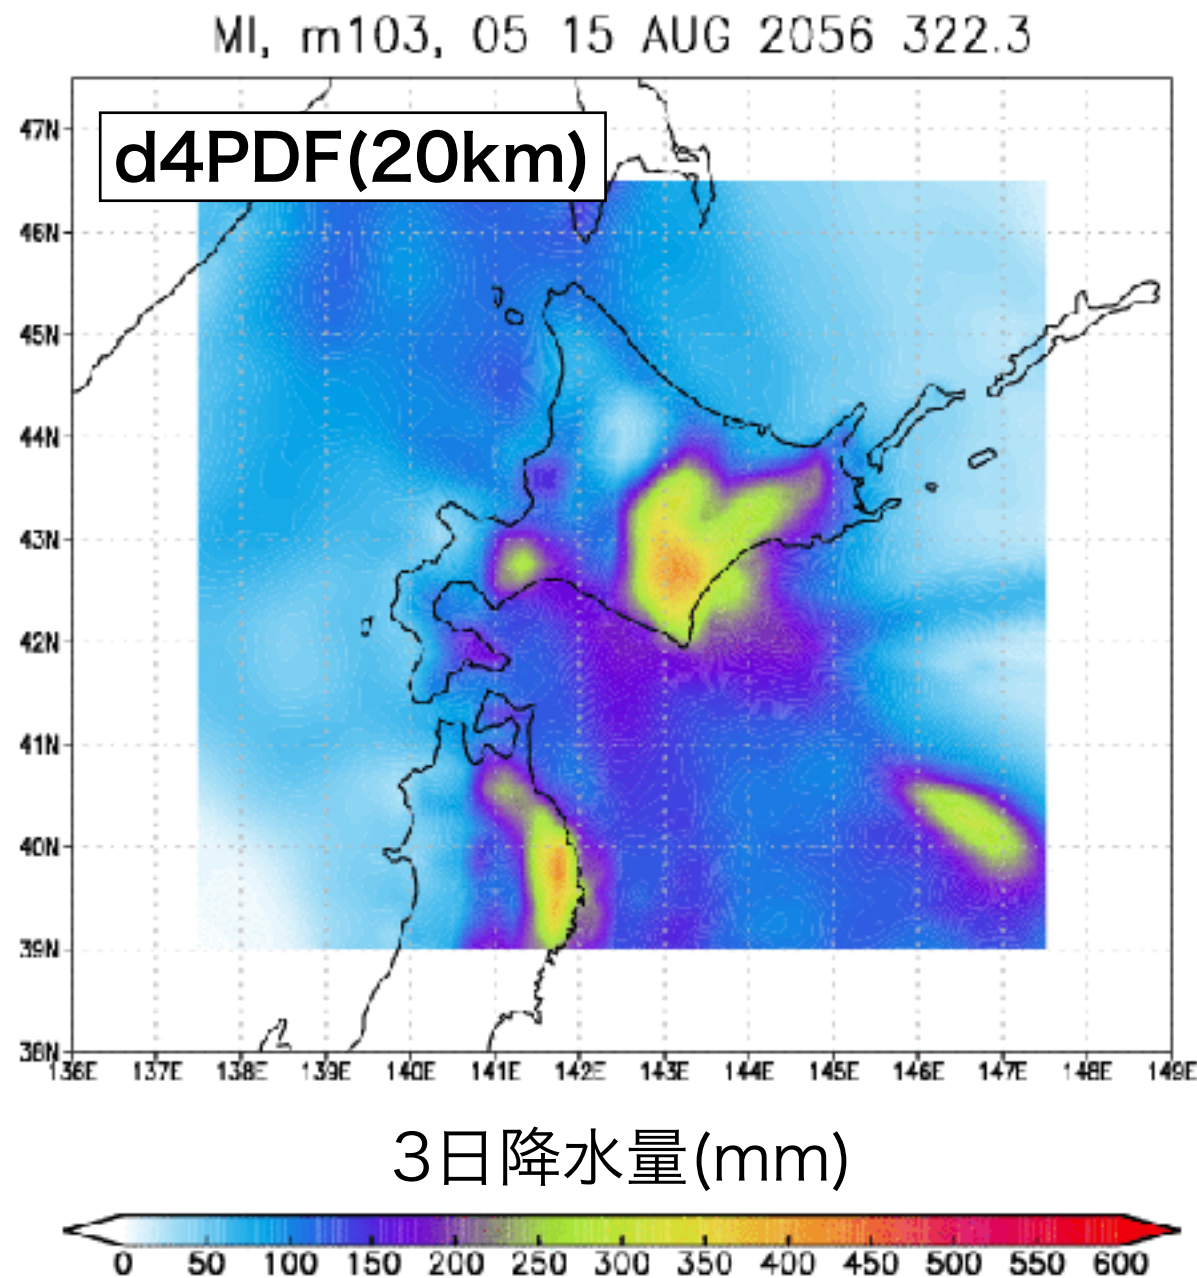 MI, m103, 05 15 AUG 2056 322.3
d4PDF(20km)
47N
46N
45N
44N
43N
42N
41N
40N
39N
38N
136E 137E 138E 139E 140E 141E 142E 143E 144E 145E 146E 147E 148E 149E
3日降水量(mm)
0 50 100 150 200 250 300 350 400 450 500 550 600